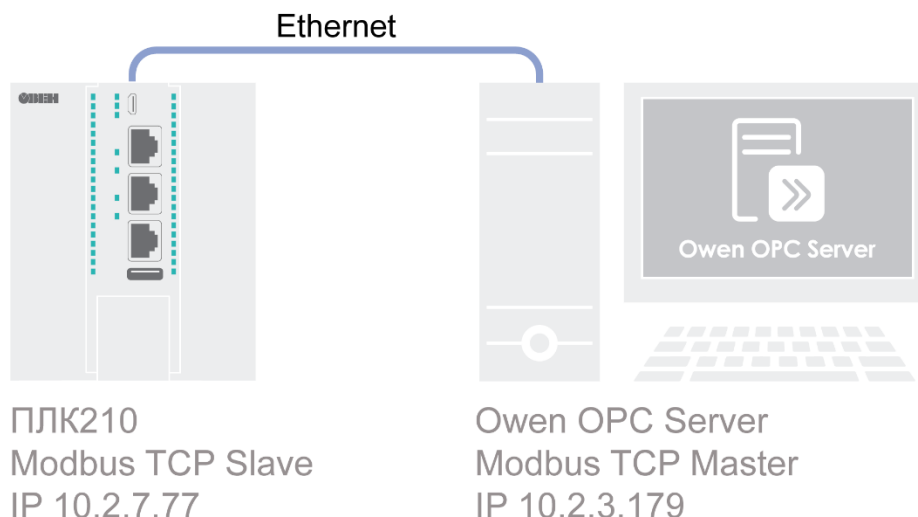 Ethernet
ОВЕН
Owen OPC Server
ПЛК210
Modbus TCP Slave
IP 10.2.7.77
Owen OPC Server
Modbus TCP Master
IP 10.2.3.179